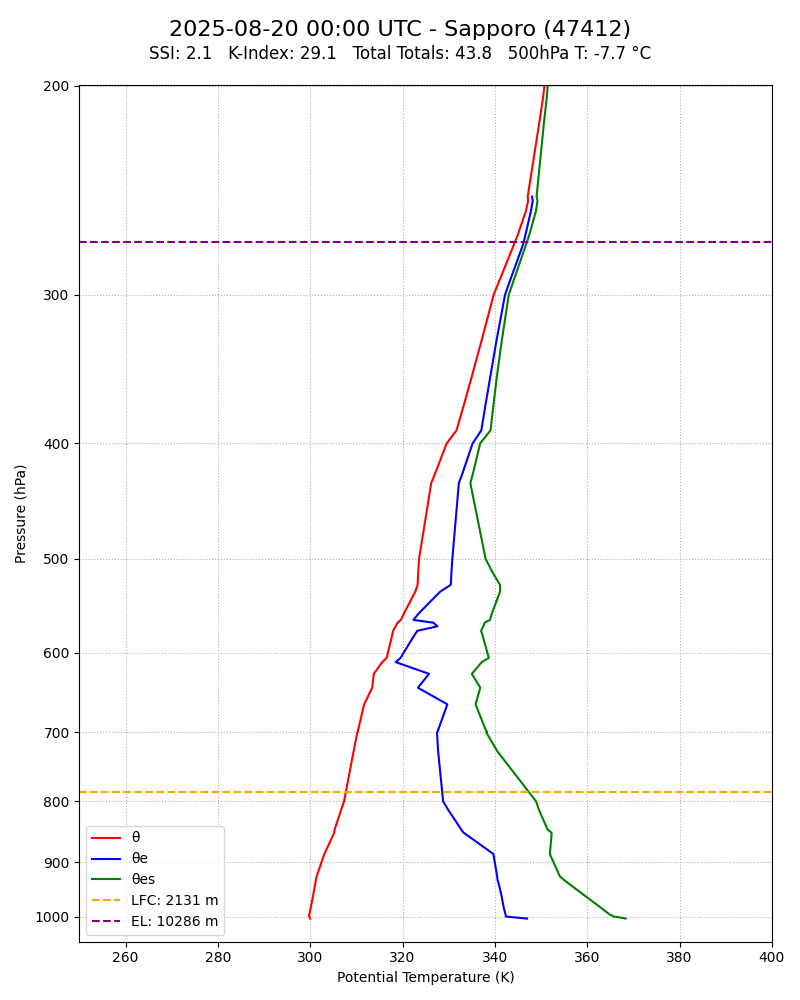 2025-08-20 00:00 UTC - Sapporo (47412)
SSI: 2.1 K-Index: 29.1 Total Totals: 43.8 500hPa T: -7.7 °C
200
300
400
500
600
700
800
900
1000
Pressure (hPa)
θ
θe
θes
LFC: 2131 m
EL: 10286 m
260 280 300 320 340 360 380 400
Potential Temperature (K)